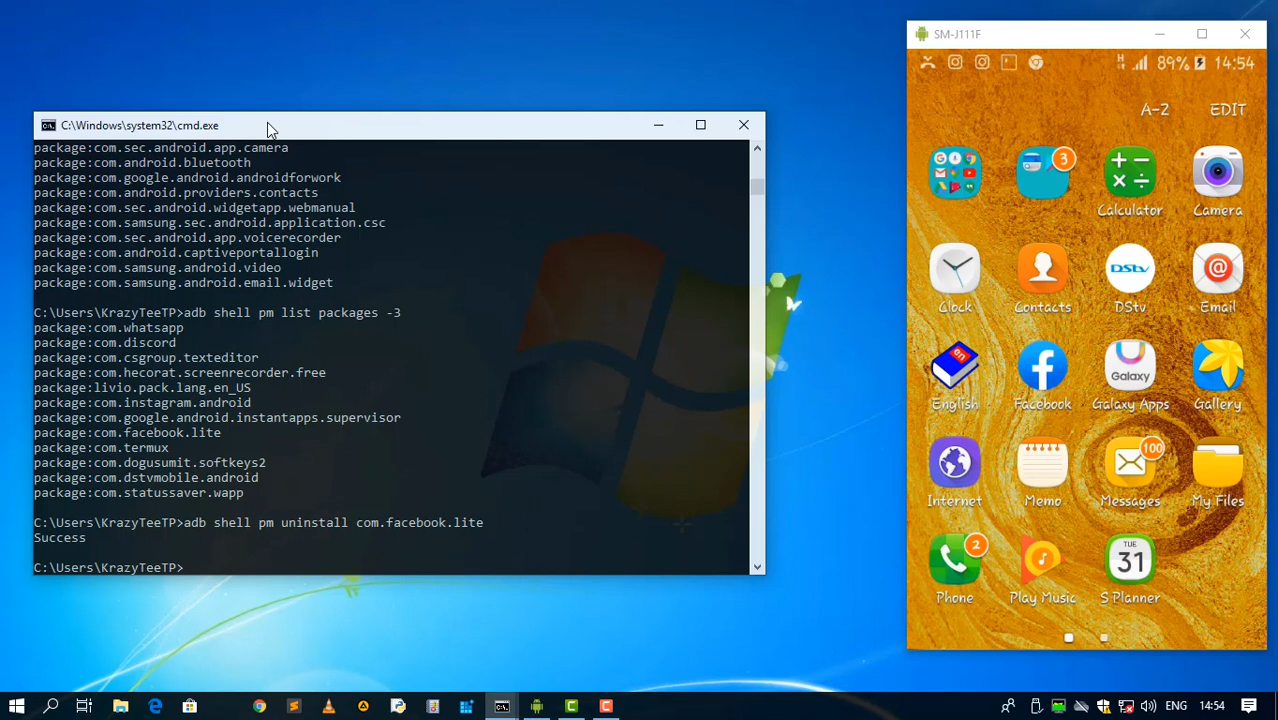 C:\Windows\system32\cmd.exe
package:com.sec.android.app.camera
package:com.android.bluetooth
package:com.google.android.androidforwork
package:com.android.providers.contacts
package:com.sec.android.widgetapp.webmanual
package:com.samsung.sec.android.application.csc
package:com.sec.android.app.voicerecorder
package:com.android.captiveportallogin
package:com.samsung.android.video
package:com.samsung.android.email.widget
C:\Users\KrazyTeeTP>adb shell pm list packages -3
package:com.whatsapp
package:com.discord
package:com.csgroup.texteditor
package:com.hecorat.screenrecorder.free
package:livio.pack.lang.en_US
package:com.instagram.android
package:com.google.android.instantapps.supervisor
package:com.facebook.lite
package:com.termux
package:com.dogusumit.softkeys2
package:com.dstvmobile.android
package:com.statussaver.wapp
C:\Users\KrazyTeeTP>adb shell pm uninstall com.facebook.lite
Success
C:\Users\KrazyTeeTP>
SM-J111F
H 89% 14:54
A-Z EDIT
3
Calculator Camera
DStv
Clock Contacts DStv Email
en
Galaxy
English Facebook Galaxy Apps Gallery
100
Internet Memo Messages My Files
2
TUE
31
Phone Play Music S Planner
ENG 14:54